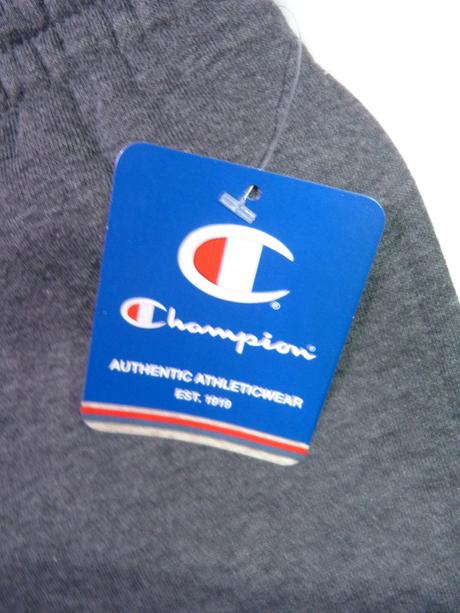 Champion
AUTHENTIC ATHLETICWEAR
EST. 1919